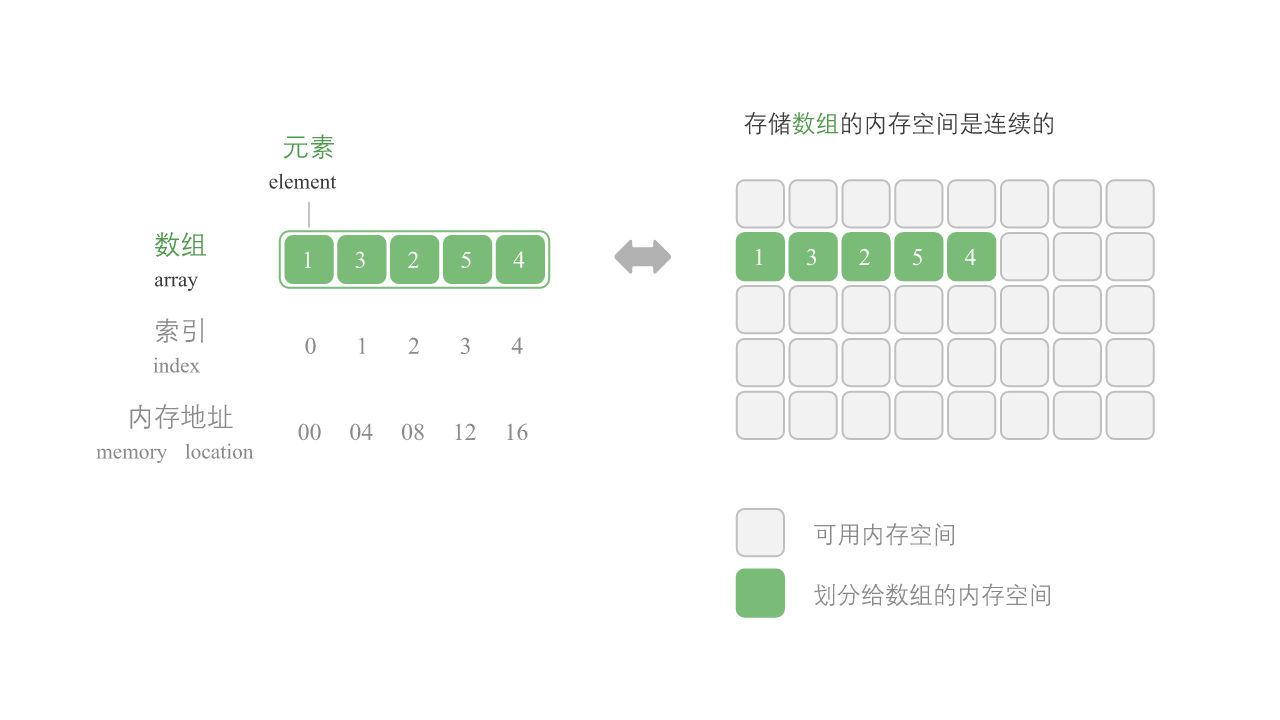 元素
element
数组
array
1 3 2 5 4
索引
index
0 1 2 3 4
内存地址
memory location
00 04 08 12 16
存储数组的内存空间是连续的
1 3 2 5 4
可用内存空间
划分给数组的内存空间